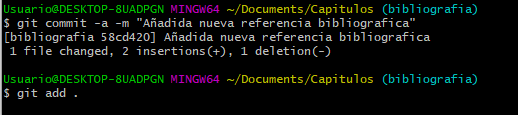 Usuario@DESKTOP-8UADPGN MINGW64 ~/Documents/Capitulos (bibliografia)
$ git commit -a -m "Añadida nueva referencia bibliografica"
[bibliografia 58cd420] Añadida nueva referencia bibliografica
 1 file changed, 2 insertions(+), 1 deletion(-)
Usuario@DESKTOP-8UADPGN MINGW64 ~/Documents/Capitulos (bibliografia)
$ git add .